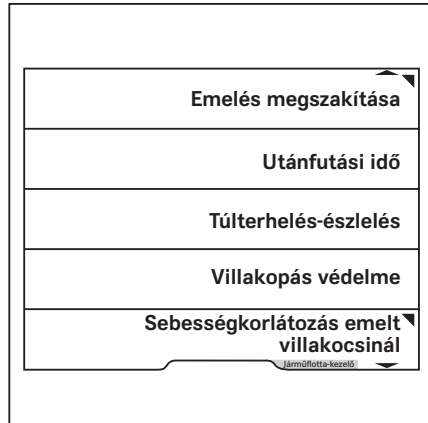 Emelés megszakítása
Utánfutási idő
Túlterhelés-észlelés
Villakopás védelme
Sebességkorlátozás emelt
villakocsinál
Járműflotta-kezelő